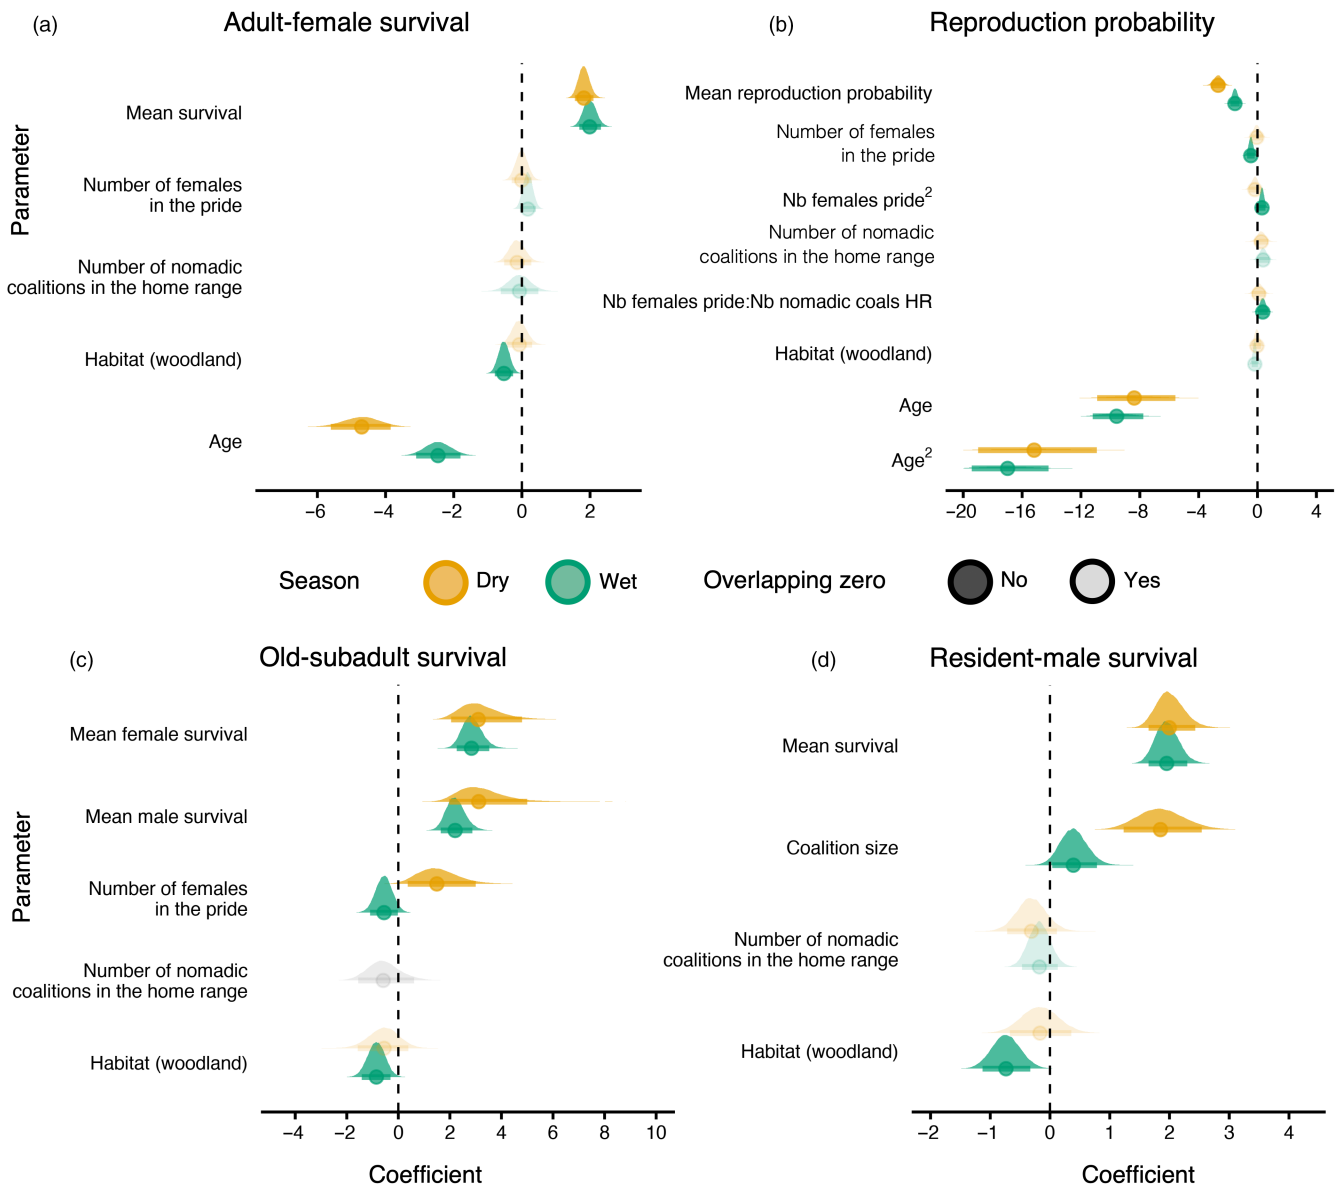 (a) Adult-female survival
Parameter
Mean survival
Number of females
in the pride
Number of nomadic
coalitions in the home range
Habitat (woodland)
Age
−6 −4 −2 0 2
(b) Reproduction probability
Mean reproduction probability
Number of females
in the pride
Nb females pride²
Number of nomadic
coalitions in the home range
Nb females pride:Nb nomadic coals HR
Habitat (woodland)
Age
Age²
−20 −16 −12 −8 −4 0 4
Season Dry Wet Overlapping zero No Yes
(c) Old-subadult survival
Parameter
Mean female survival
Mean male survival
Number of females
in the pride
Number of nomadic
coalitions in the home range
Habitat (woodland)
−4 −2 0 2 4 6 8 10
Coefficient
(d) Resident-male survival
Mean survival
Coalition size
Number of nomadic
coalitions in the home range
Habitat (woodland)
−2 −1 0 1 2 3 4
Coefficient